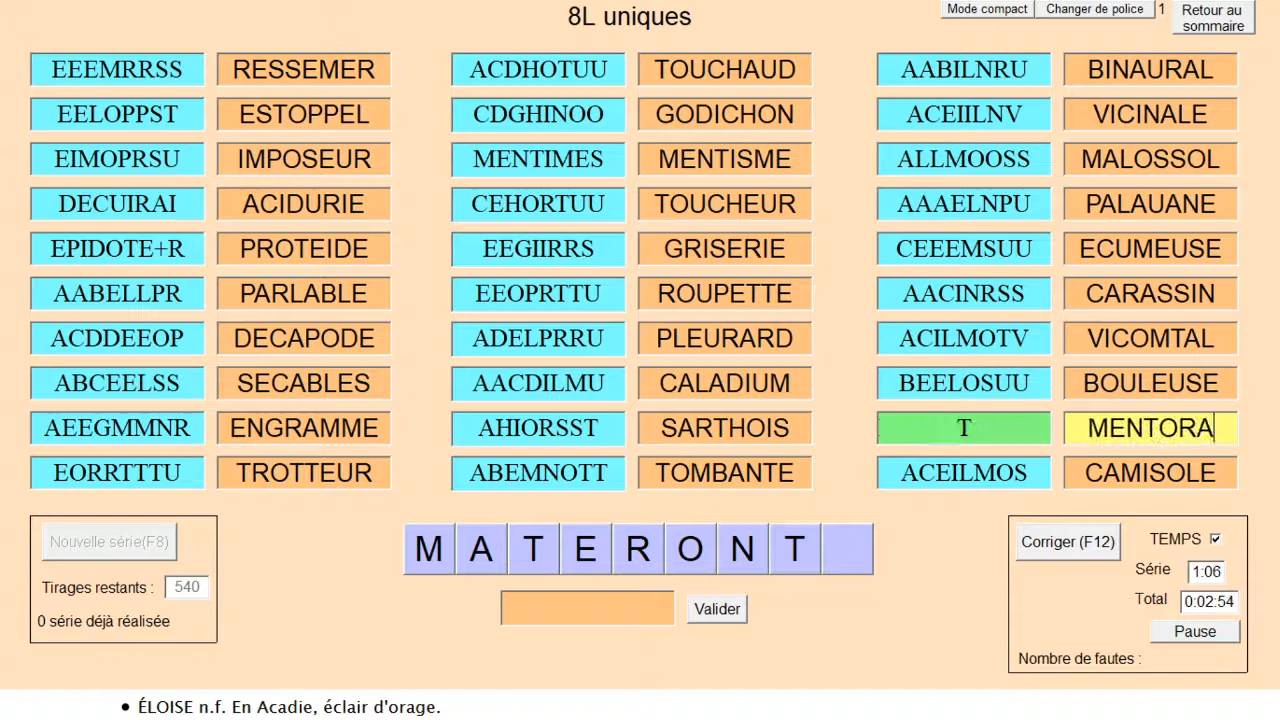 8L uniques
Mode compact Changer de police 1 Retour au sommaire
EEEMRRSS RESSEMER ACDHOTUU TOUCHAUD AABILNRU BINAURAL
EELOPPST ESTOPPEL CDGHINOO GODICHON ACEIILNV VICINALE
EIMOPRSU IMPOSEUR MENTIMES MENTISME ALLMOOSS MALOSSOL
DECUIRAI ACIDURIE CEHORTUU TOUCHEUR AAAELNPU PALAUANE
EPIDOTE+R PROTEIDE EEGIIRRS GRISERIE CEEEMSUU ECUMEUSE
AABELLPR PARLABLE EEOPRTTU ROUPETTE AACINRSS CARASSIN
ACDDEEOP DECAPODE ADELPRRU PLEURARD ACILMOTV VICOMTAL
ABCEELSS SECABLES AACDILMU CALADIUM BEELOSUU BOULEUSE
AEEGMMNR ENGRAMME AHIORSST SARTHOIS T MENTORA
EORRTTTU TROTTEUR ABEMNOTT TOMBANTE ACEILMOS CAMISOLE
Nouvelle série(F8)
Tirages restants : 540
0 série déjà réalisée
M A T E R O N T
Valider
Corriger (F12) TEMPS
Série 1:06
Total 0:02:54
Pause
Nombre de fautes :
• ÉLOISE n.f. En Acadie, éclair d'orage.